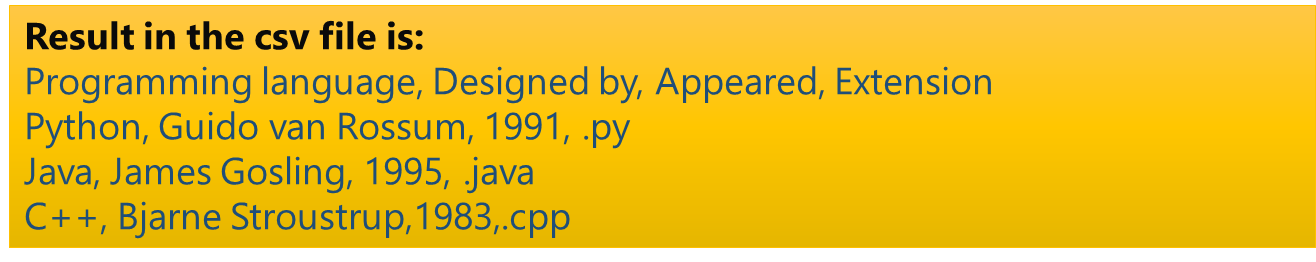 Result in the csv file is:
Programming language, Designed by, Appeared, Extension
Python, Guido van Rossum, 1991, .py
Java, James Gosling, 1995, .java
C++, Bjarne Stroustrup,1983,.cpp